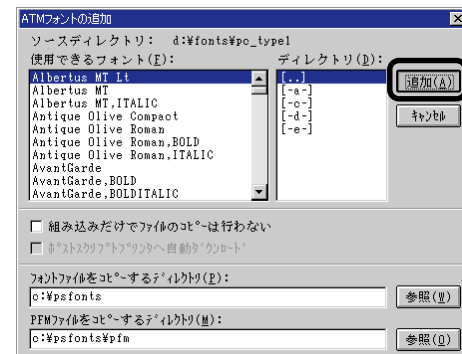 ATMフォントの追加
ソースディレクトリ: d:¥fonts¥pc_type1
使用できるフォント(F):
ディレクトリ(D):
Albertus MT Lt
Albertus MT
Albertus MT,ITALIC
Antique Olive Compact
Antique Olive Roman
Antique Olive Roman,BOLD
Antique Olive Roman,ITALIC
AvantGarde
AvantGarde,BOLD
AvantGarde,BOLDITALIC
[..]
[-a-]
[-c-]
[-d-]
[-e-]
追加(A)
ｷｬﾝｾﾙ
組み込みだけでﾌｧｲﾙのｺﾋﾟｰは行わない
ﾎﾟｽﾄｽｸﾘﾌﾟﾄﾌﾟﾘﾝﾀへ自動ﾀﾞｳﾝﾛｰﾄﾞ
ﾌｫﾝﾄﾌｧｲﾙをｺﾋﾟｰするﾃﾞｨﾚｸﾄﾘ(P):
c:¥psfonts
参照(W)
PFMﾌｧｲﾙをｺﾋﾟｰするﾃﾞｨﾚｸﾄﾘ(M):
c:¥psfonts¥pfm
参照(O)